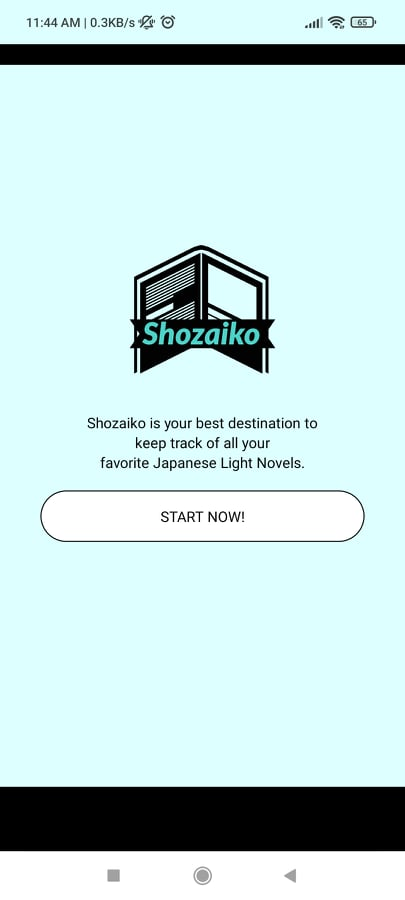 11:44 AM | 0.3KB/s
65
Shozaiko
Shozaiko is your best destination to
keep track of all your
favorite Japanese Light Novels.
START NOW!